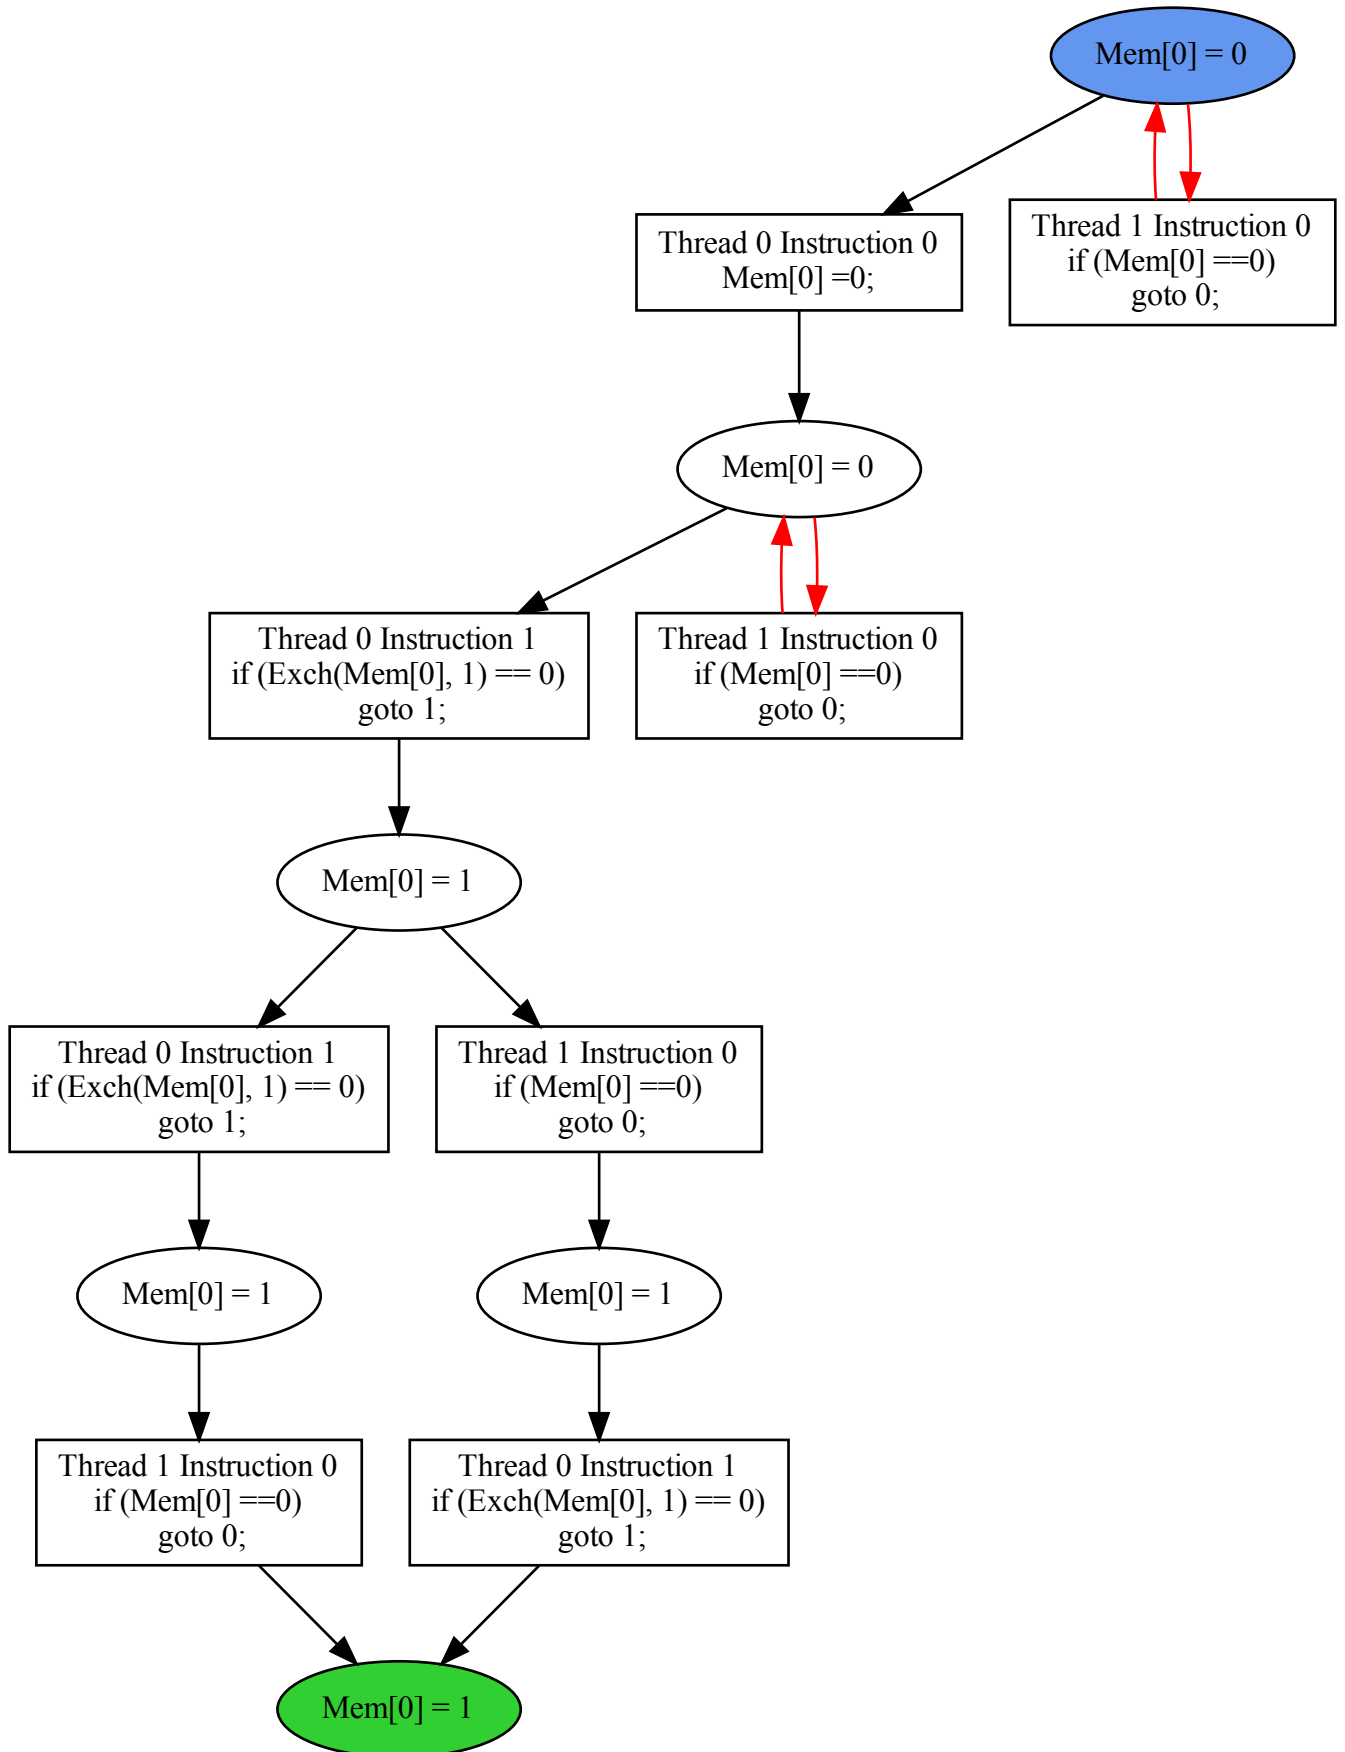 Mem[0] = 0
Thread 0 Instruction 0
Mem[0] =0;
Thread 1 Instruction 0
if (Mem[0] ==0)
goto 0;
Mem[0] = 0
Thread 0 Instruction 1
if (Exch(Mem[0], 1) == 0)
goto 1;
Thread 1 Instruction 0
if (Mem[0] ==0)
goto 0;
Mem[0] = 1
Thread 0 Instruction 1
if (Exch(Mem[0], 1) == 0)
goto 1;
Thread 1 Instruction 0
if (Mem[0] ==0)
goto 0;
Mem[0] = 1
Mem[0] = 1
Thread 1 Instruction 0
if (Mem[0] ==0)
goto 0;
Thread 0 Instruction 1
if (Exch(Mem[0], 1) == 0)
goto 1;
Mem[0] = 1